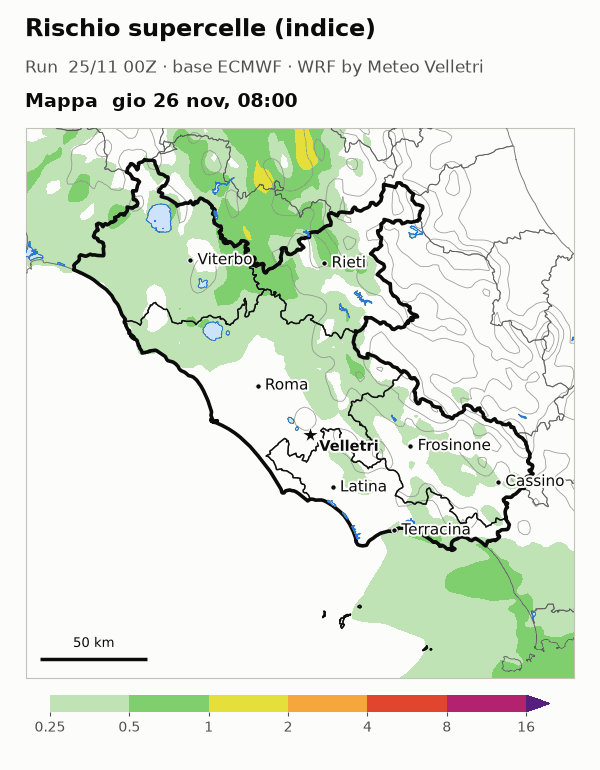 Rischio supercelle (indice)
Run  25/11 00Z · base ECMWF · WRF by Meteo Velletri
Mappa  gio 26 nov, 08:00
Viterbo
Rieti
Roma
Velletri
Frosinone
Cassino
Latina
Terracina
50 km
0.25 0.5 1 2 4 8 16